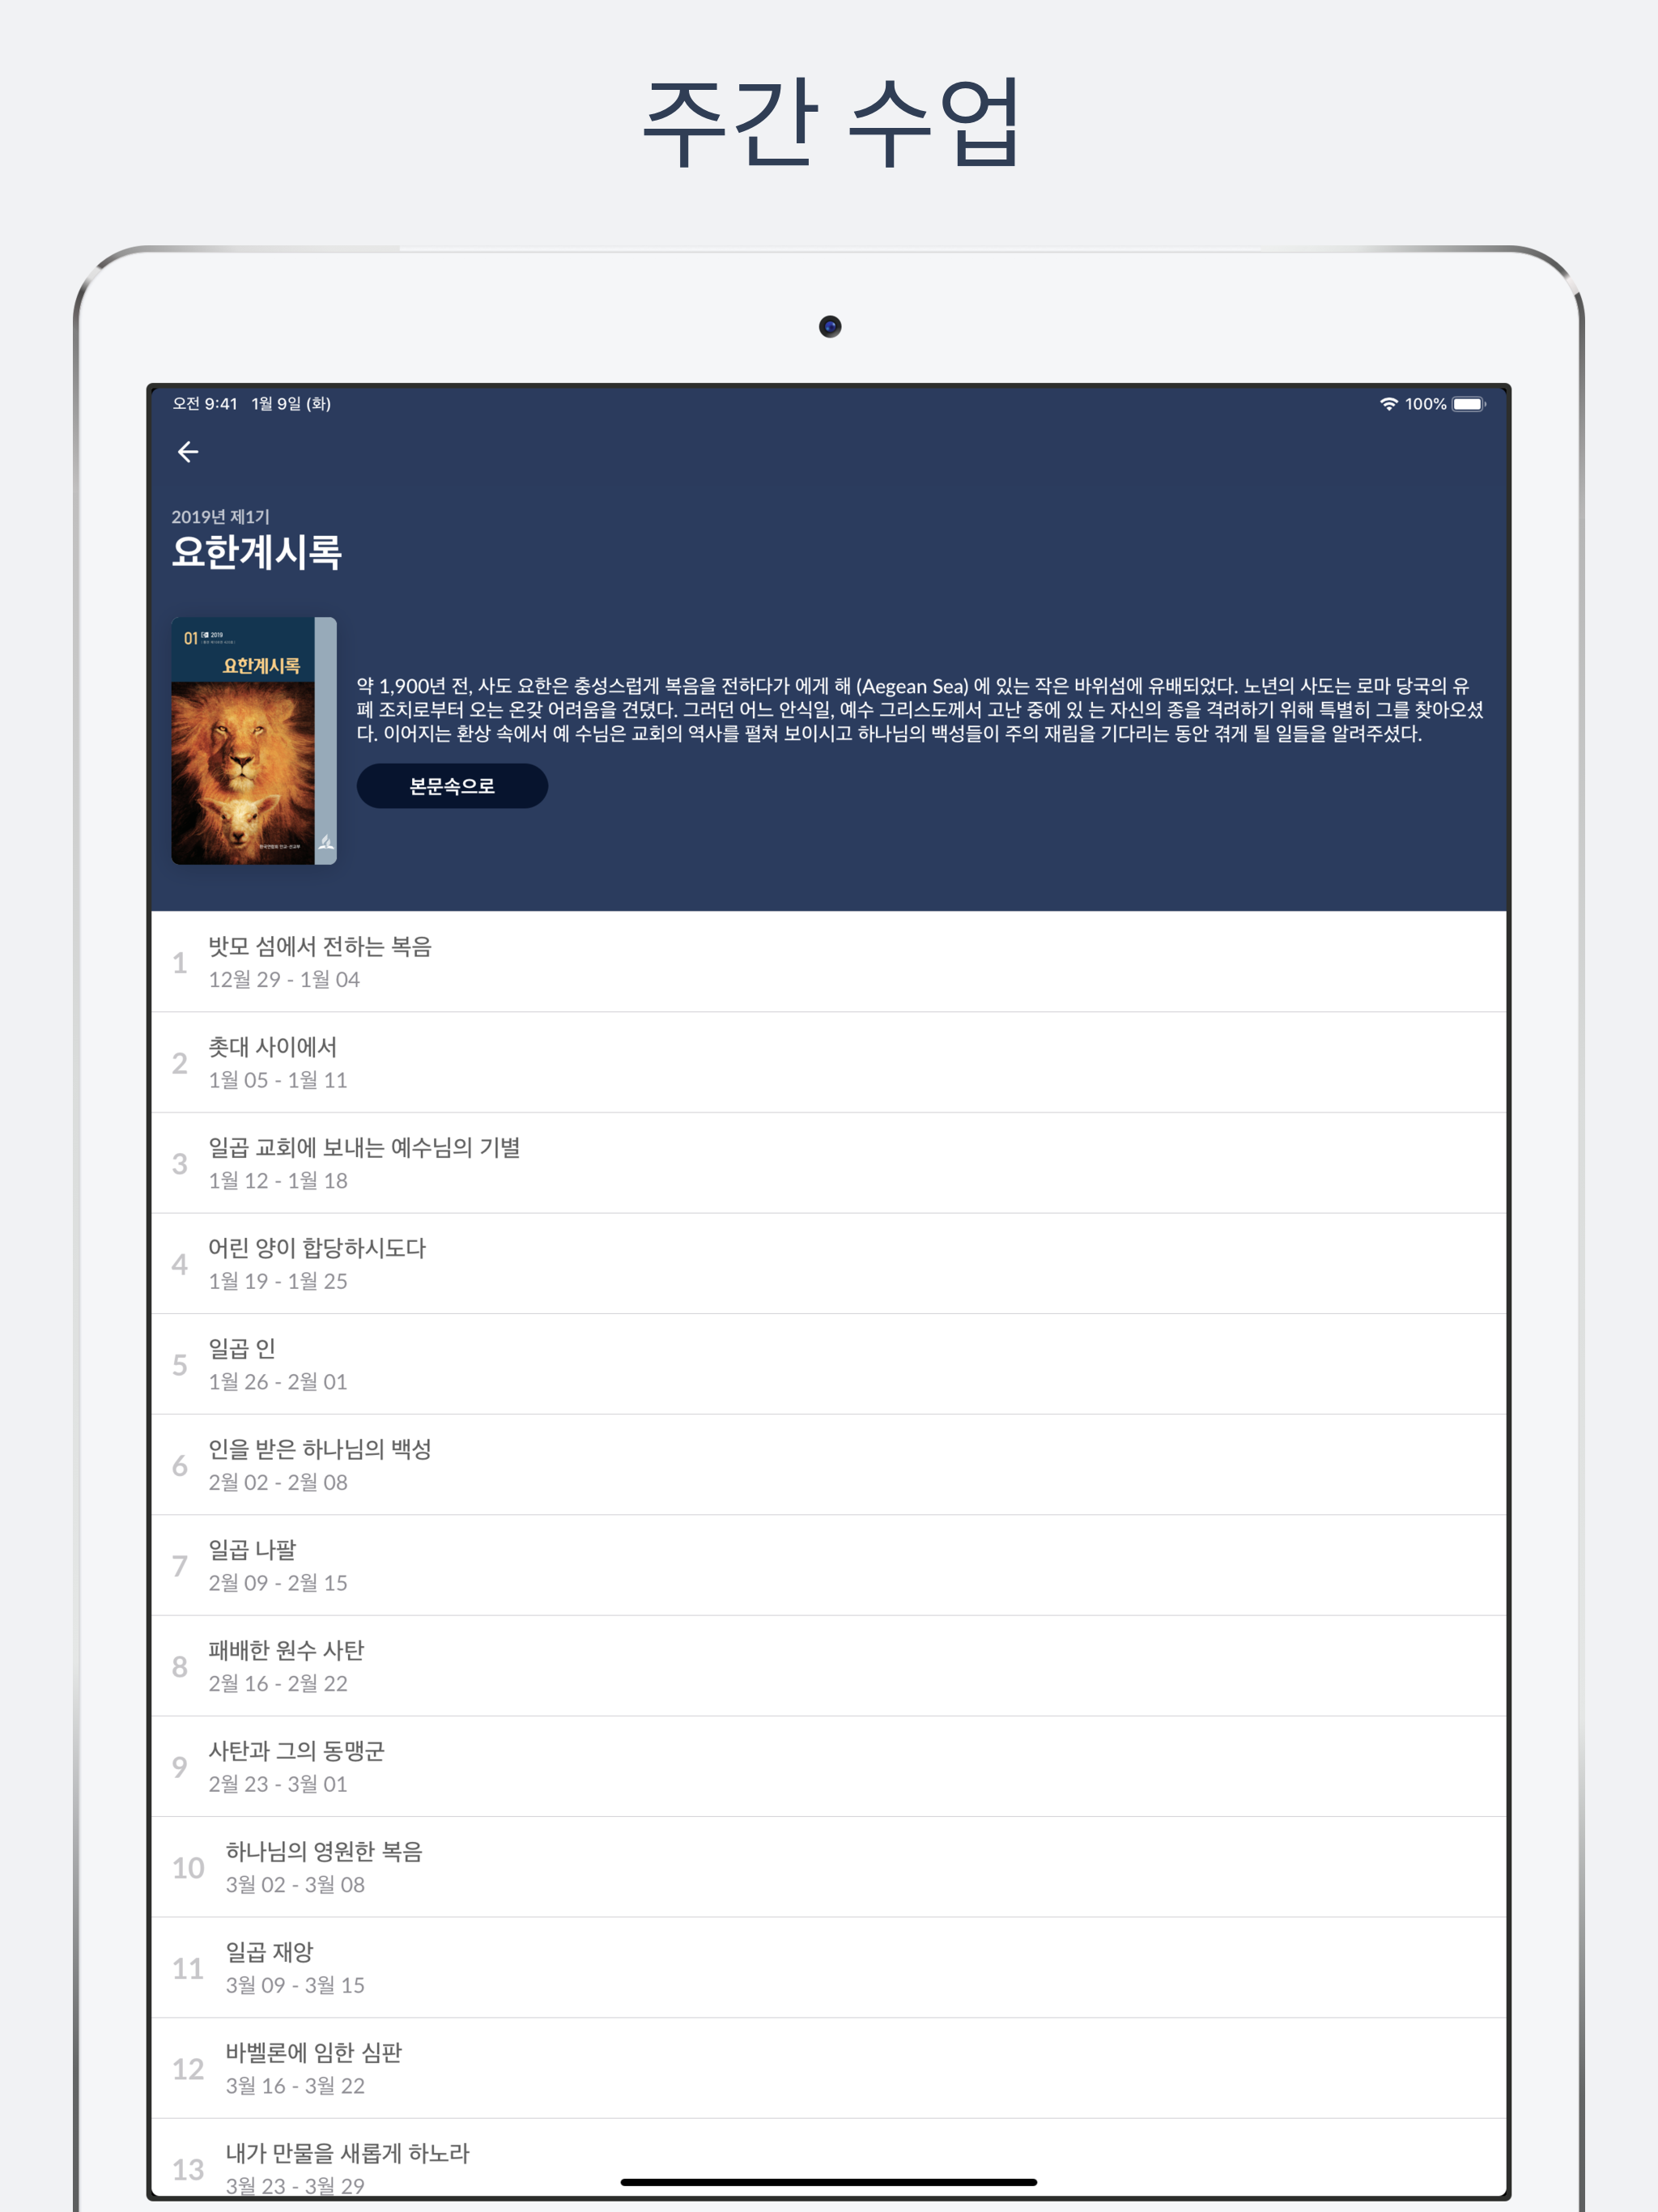 주간 수업
오전 9:41 1월 9일 (화)
100%
2019년 제1기
요한계시록
01 2019
요한계시록
약 1,900년 전, 사도 요한은 충성스럽게 복음을 전하다가 에게 해 (Aegean Sea) 에 있는 작은 바위섬에 유배되었다. 노년의 사도는 로마 당국의 유
폐 조치로부터 오는 온갖 어려움을 견뎠다. 그러던 어느 안식일, 예수 그리스도께서 고난 중에 있 는 자신의 종을 격려하기 위해 특별히 그를 찾아오셨
다. 이어지는 환상 속에서 예 수님은 교회의 역사를 펼쳐 보이시고 하나님의 백성들이 주의 재림을 기다리는 동안 겪게 될 일들을 알려주셨다.
본문속으로
1 밧모 섬에서 전하는 복음
12월 29 - 1월 04
2 촛대 사이에서
1월 05 - 1월 11
3 일곱 교회에 보내는 예수님의 기별
1월 12 - 1월 18
4 어린 양이 합당하시도다
1월 19 - 1월 25
5 일곱 인
1월 26 - 2월 01
6 인을 받은 하나님의 백성
2월 02 - 2월 08
7 일곱 나팔
2월 09 - 2월 15
8 패배한 원수 사탄
2월 16 - 2월 22
9 사탄과 그의 동맹군
2월 23 - 3월 01
10 하나님의 영원한 복음
3월 02 - 3월 08
11 일곱 재앙
3월 09 - 3월 15
12 바벨론에 임한 심판
3월 16 - 3월 22
13 내가 만물을 새롭게 하노라
3월 23 - 3월 29